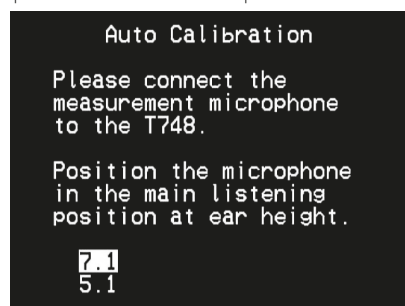 Auto Calibration
Please connect the
measurement microphone
to the T748.
Position the microphone
in the main listening
position at ear height.
7.1
5.1